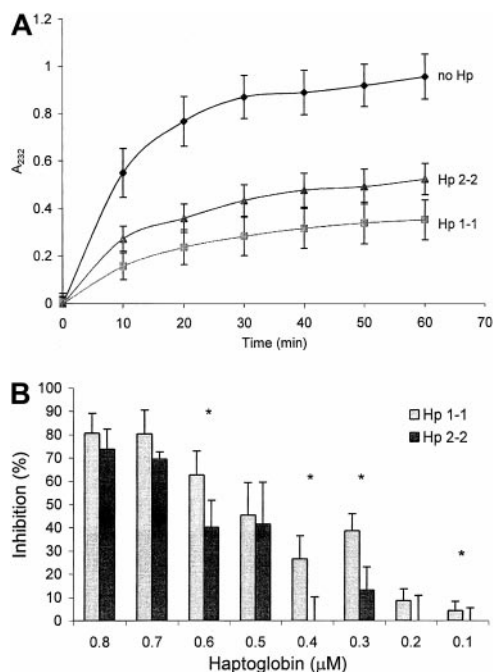 A
1.2
1
0.8
0.6
0.4
0.2
0
A232
no Hp
Hp 2-2
Hp 1-1
0 10 20 30 40 50 60 70
Time (min)
B
100
90
80
70
60
50
40
30
20
10
0
Inhibition (%)
Hp 1-1
Hp 2-2
*
*
*
*
0.8 0.7 0.6 0.5 0.4 0.3 0.2 0.1
Haptoglobin (μM)